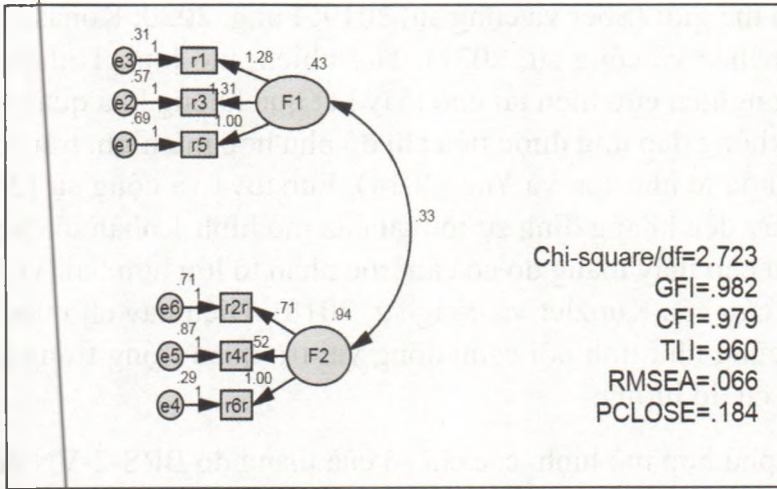 .31
e3 1 r1 1.28 .43
.57
e2 1 r3 1.31 F1
.69
e1 1 r5 1.00
.33
.71
e6 1 r2r .71 .94
.87
e5 1 r4r .52 F2
.29
e4 1 r6r 1.00
Chi-square/df=2.723
GFI=.982
CFI=.979
TLI=.960
RMSEA=.066
PCLOSE=.184